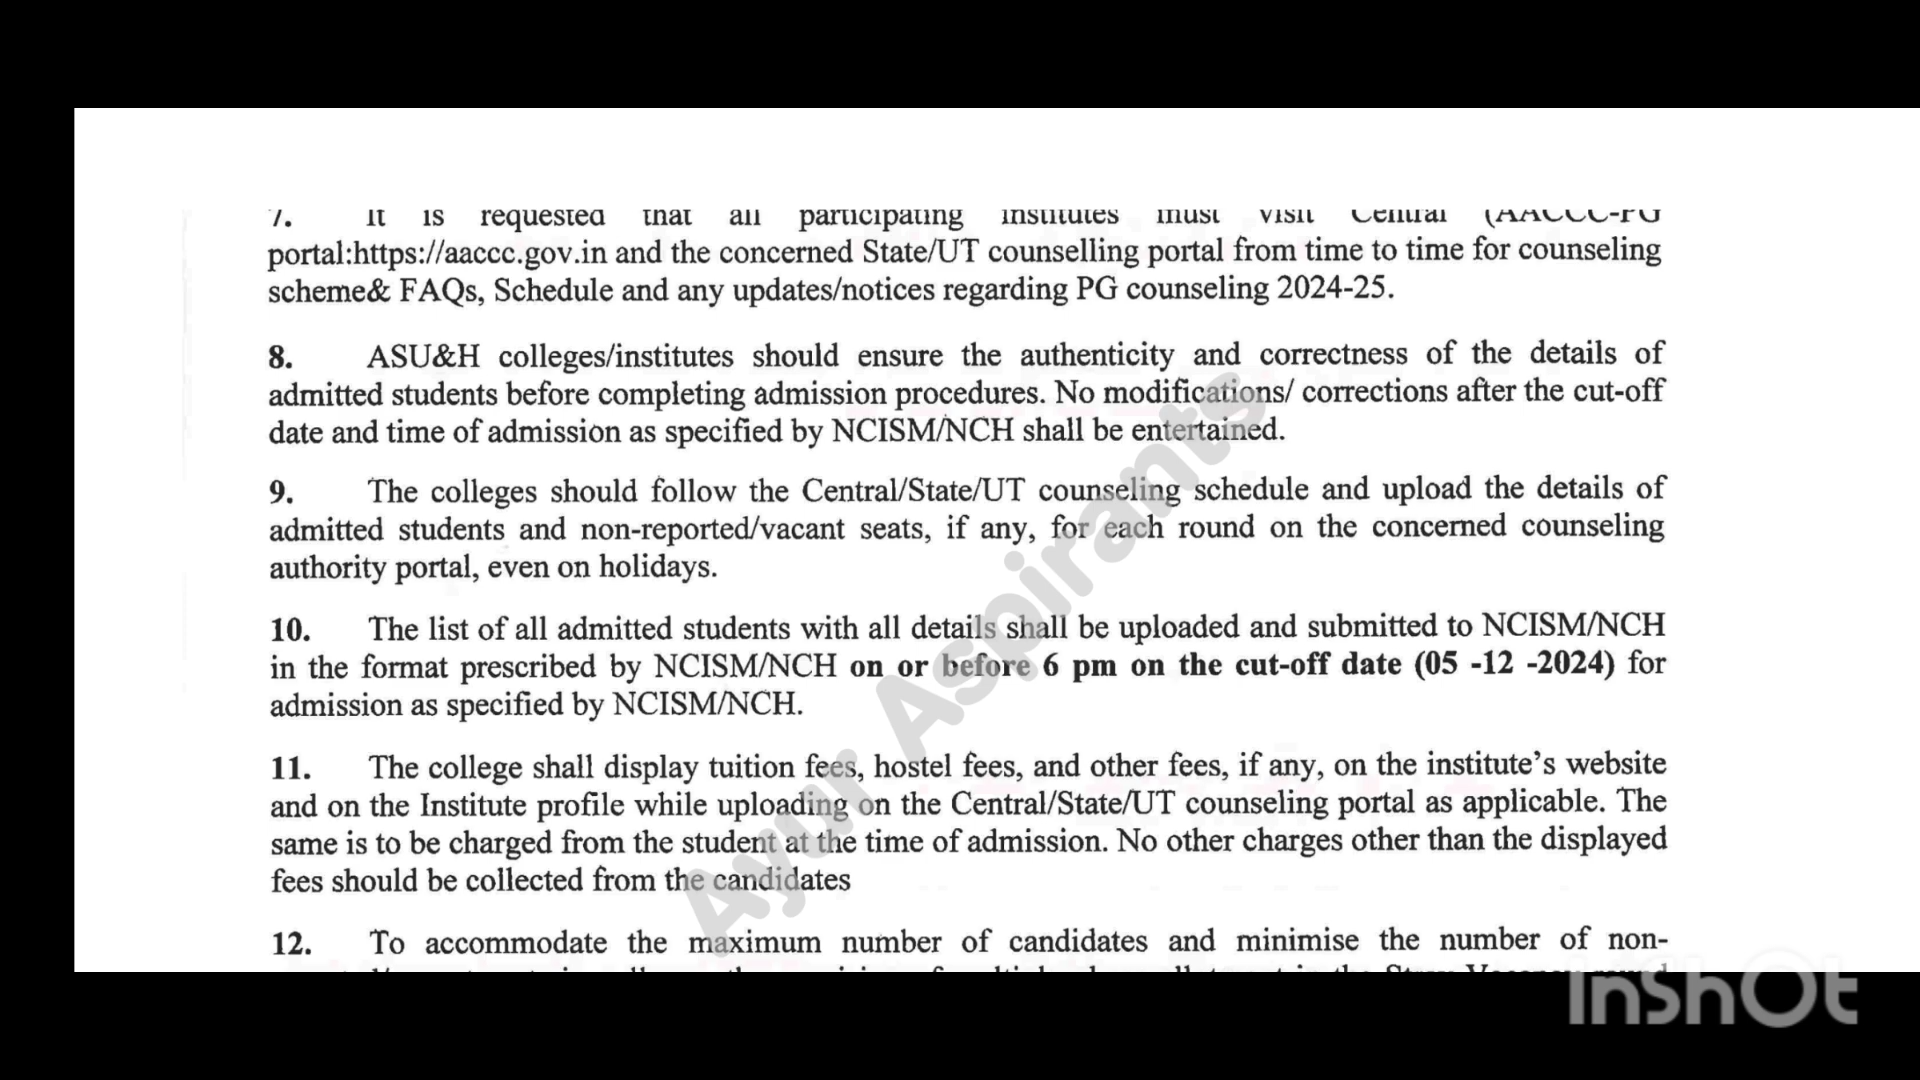 7. It is requested that all participating institutes must visit Central (AACCC-PG
portal:https://aaccc.gov.in and the concerned State/UT counselling portal from time to time for counseling
scheme& FAQs, Schedule and any updates/notices regarding PG counseling 2024-25.
8. ASU&H colleges/institutes should ensure the authenticity and correctness of the details of
admitted students before completing admission procedures. No modifications/ corrections after the cut-off
date and time of admission as specified by NCISM/NCH shall be entertained.
9. The colleges should follow the Central/State/UT counseling schedule and upload the details of
admitted students and non-reported/vacant seats, if any, for each round on the concerned counseling
authority portal, even on holidays.
10. The list of all admitted students with all details shall be uploaded and submitted to NCISM/NCH
in the format prescribed by NCISM/NCH on or before 6 pm on the cut-off date (05 -12 -2024) for
admission as specified by NCISM/NCH.
11. The college shall display tuition fees, hostel fees, and other fees, if any, on the institute's website
and on the Institute profile while uploading on the Central/State/UT counseling portal as applicable. The
same is to be charged from the student at the time of admission. No other charges other than the displayed
fees should be collected from the candidates
12. To accommodate the maximum number of candidates and minimise the number of non-
Ayur Aspirants
InShOt